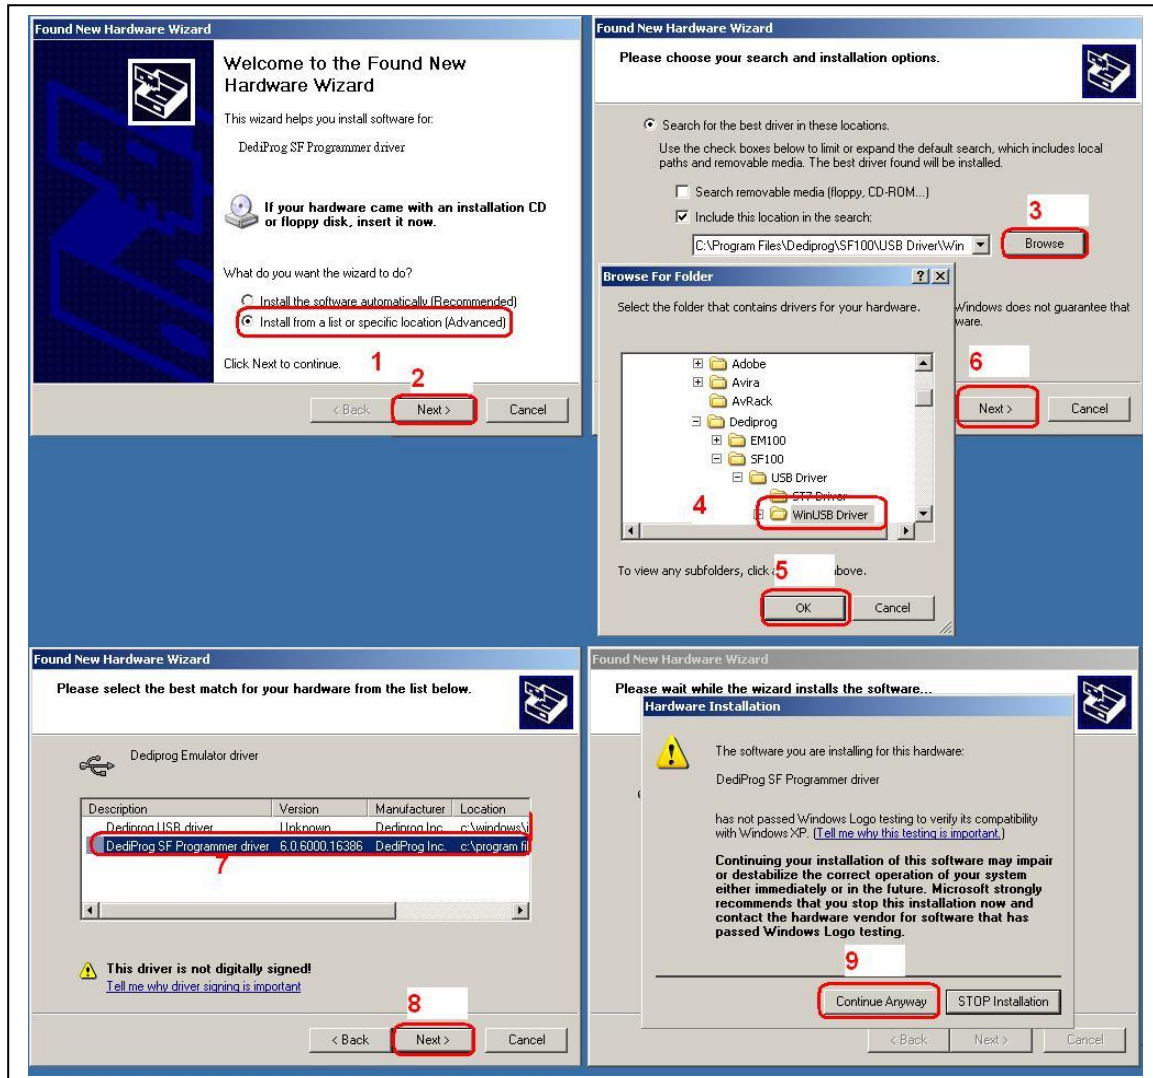 Found New Hardware Wizard
Welcome to the Found New
Hardware Wizard
This wizard helps you install software for:
DediProg SF Programmer driver
If your hardware came with an installation CD
or floppy disk, insert it now.
What do you want the wizard to do?
Install the software automatically (Recommended)
Install from a list or specific location (Advanced)
Click Next to continue.
1
2
< Back
Next >
Cancel
Found New Hardware Wizard
Please choose your search and installation options.
Search for the best driver in these locations.
Use the check boxes below to limit or expand the default search, which includes local
paths and removable media. The best driver found will be installed.
Search removable media (floppy, CD-ROM...)
Include this location in the search:
3
C:\Program Files\Dediprog\SF100\USB Driver\Win
Browse
Browse For Folder
Select the folder that contains drivers for your hardware.
Windows does not guarantee that
ware.
Adobe
Avira
AvRack
Dediprog
EM100
SF100
USB Driver
ST7 Driver
4
WinUSB Driver
To view any subfolders, click
5
above.
OK
Cancel
6
Next >
Cancel
Found New Hardware Wizard
Please select the best match for your hardware from the list below.
Dediprog Emulator driver
Description Version Manufacturer Location
Dediprog USB driver Unknown Dediprog Inc. c:\windows\i
DediProg SF Programmer driver 6.0.6000.16386 DediProg Inc. c:\program fil
7
This driver is not digitally signed!
Tell me why driver signing is important
8
< Back
Next >
Cancel
Found New Hardware Wizard
Please wait while the wizard installs the software...
Hardware Installation
The software you are installing for this hardware:
DediProg SF Programmer driver
has not passed Windows Logo testing to verify its compatibility
with Windows XP. (Tell me why this testing is important.)
Continuing your installation of this software may impair
or destabilize the correct operation of your system
either immediately or in the future. Microsoft strongly
recommends that you stop this installation now and
contact the hardware vendor for software that has
passed Windows Logo testing.
9
Continue Anyway
STOP Installation
< Back
Next >
Cancel